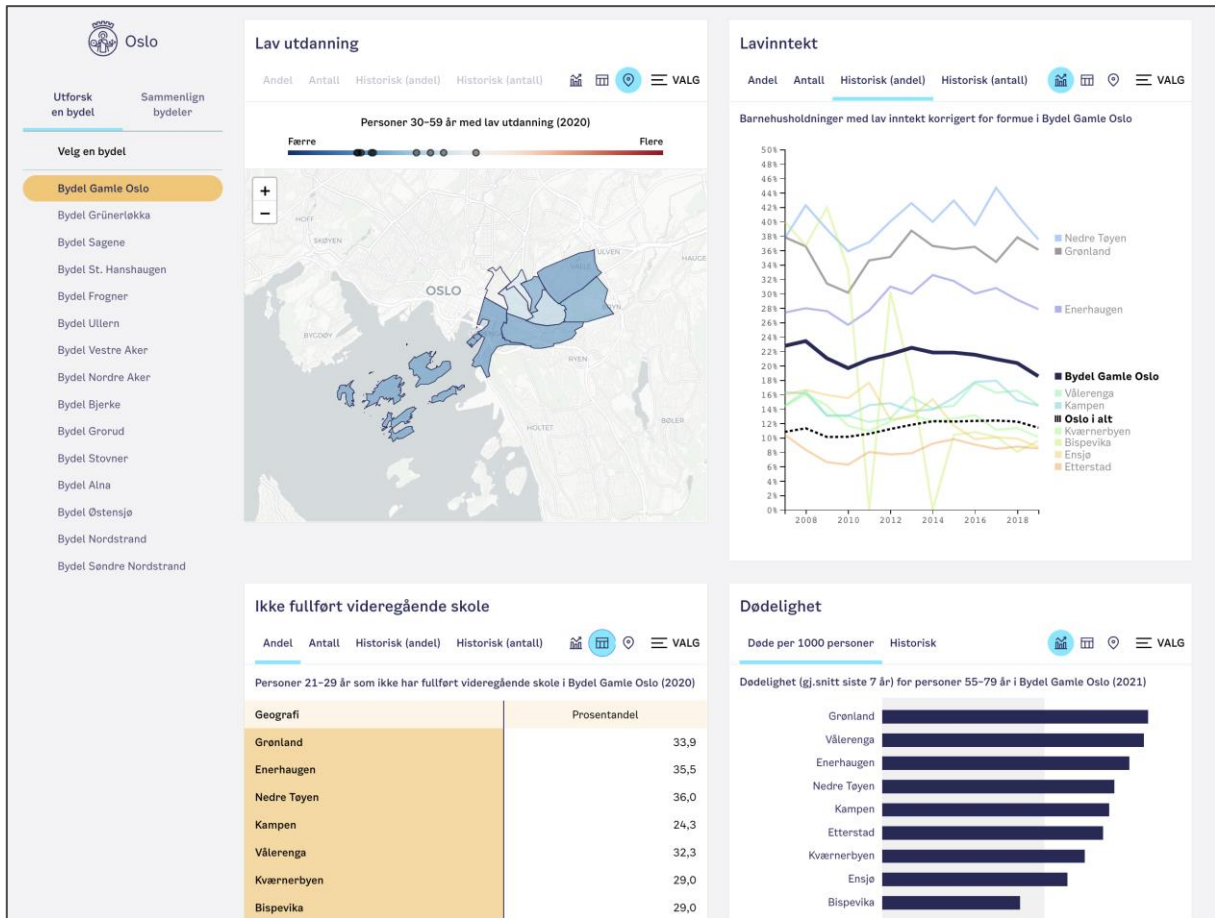 Oslo
Utforsk
en bydel
Sammenlign
bydeler
Velg en bydel
Bydel Gamle Oslo
Bydel Grünerløkka
Bydel Sagene
Bydel St. Hanshaugen
Bydel Frogner
Bydel Ullern
Bydel Vestre Aker
Bydel Nordre Aker
Bydel Bjerke
Bydel Grorud
Bydel Stovner
Bydel Alna
Bydel Østensjø
Bydel Nordstrand
Bydel Søndre Nordstrand
Lav utdanning
Andel Antall Historisk (andel) Historisk (antall) VALG
Personer 30–59 år med lav utdanning (2020)
Færre Flere
+
−
HOFF
SKØYEN
ULVEN
HAUGE
OSLO
BYGDØY
RYEN
HOLTET
BØLER
Lavinntekt
Andel Antall Historisk (andel) Historisk (antall) VALG
Barnehusholdninger med lav inntekt korrigert for formue i Bydel Gamle Oslo
50%
48%
46%
44%
42%
40%
38%
36%
34%
32%
30%
28%
26%
24%
22%
20%
18%
16%
14%
12%
10%
8%
6%
4%
2%
0%
2008 2010 2012 2014 2016 2018
Nedre Tøyen
Grønland
Enerhaugen
Bydel Gamle Oslo
Vålerenga
Kampen
Oslo i alt
Kværnerbyen
Bispevika
Ensjø
Etterstad
Ikke fullført videregående skole
Andel Antall Historisk (andel) Historisk (antall) VALG
Personer 21–29 år som ikke har fullført videregående skole i Bydel Gamle Oslo (2020)
Geografi Prosentandel
Grønland 33,9
Enerhaugen 35,5
Nedre Tøyen 36,0
Kampen 24,3
Vålerenga 32,3
Kværnerbyen 29,0
Bispevika 29,0
Dødelighet
Døde per 1000 personer Historisk VALG
Dødelighet (gj.snitt siste 7 år) for personer 55–79 år i Bydel Gamle Oslo (2021)
Grønland
Vålerenga
Enerhaugen
Nedre Tøyen
Kampen
Etterstad
Kværnerbyen
Ensjø
Bispevika